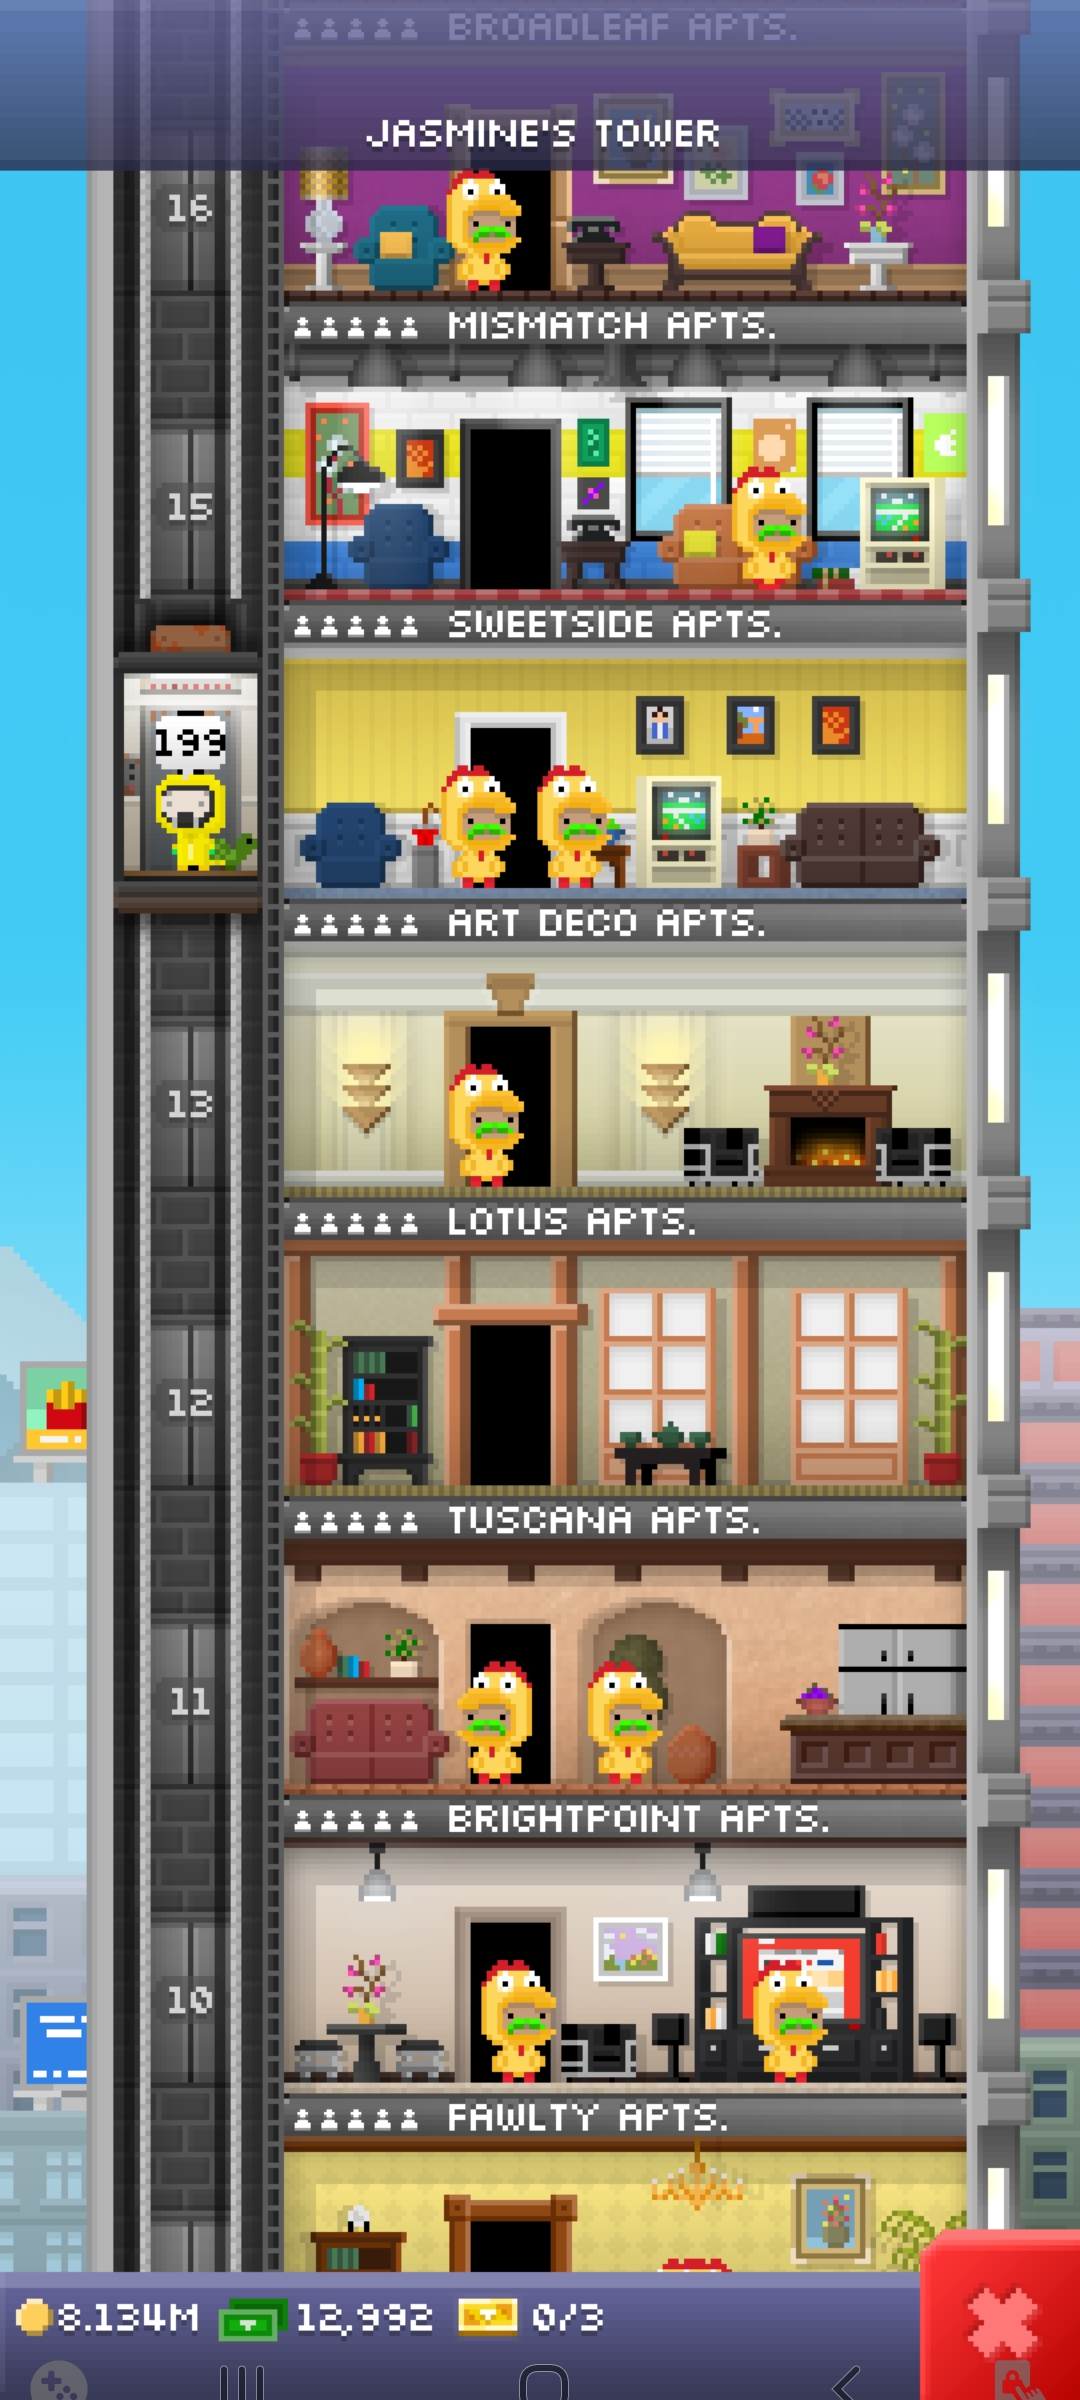 BROADLEAF APTS.
JASMINE'S TOWER
16
MISMATCH APTS.
15
SWEETSIDE APTS.
199
ART DECO APTS.
13
LOTUS APTS.
12
TUSCANA APTS.
11
BRIGHTPOINT APTS.
10
FAWLTY APTS.
8.134M 12,992 0/3